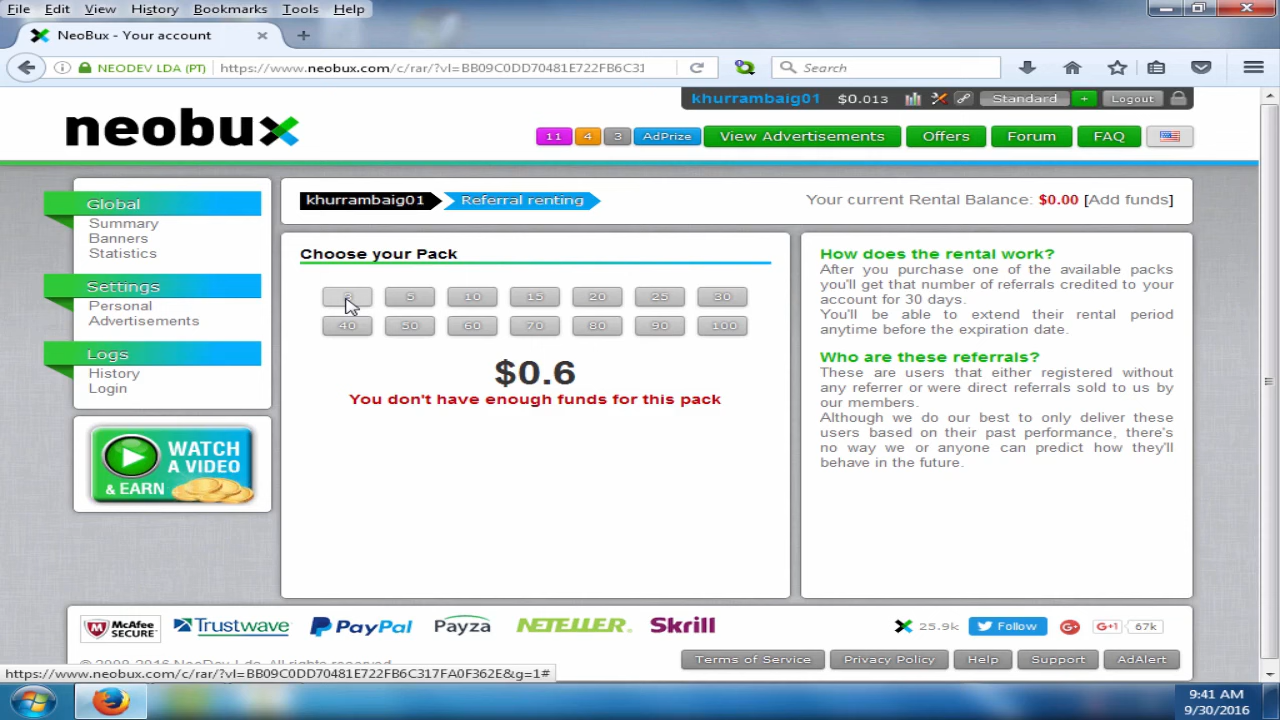 File Edit View History Bookmarks Tools Help
NeoBux - Your account
NEODEV LDA (PT) https://www.neobux.com/c/rar/?vl=BB09C0DD70481E722FB6C31 Search
khurrambaig01 $0.013 Standard + Logout
neobux
11 4 3 AdPrize View Advertisements Offers Forum FAQ
khurrambaig01 Referral renting Your current Rental Balance: $0.00 [Add funds]
Global
Summary
Banners
Statistics
Settings
Personal
Advertisements
Logs
History
Login
WATCH
A VIDEO
& EARN
Choose your Pack
5 10 15 20 25 30
40 50 60 70 80 90 100
$0.6
You don't have enough funds for this pack
How does the rental work?
After you purchase one of the available packs
you'll get that number of referrals credited to your
account for 30 days.
You'll be able to extend their rental period
anytime before the expiration date.
Who are these referrals?
These are users that either registered without
any referrer or were direct referrals sold to us by
our members.
Although we do our best to only deliver these
users based on their past performance, there's
no way we or anyone can predict how they'll
behave in the future.
McAfee SECURE™ Trustwave PayPal Payza NETELLER Skrill 25.9k Follow G+1 67k
© 2008-2016 NeoDev, Lda. All rights reserved
Terms of Service Privacy Policy Help Support AdAlert
https://www.neobux.com/c/rar/?vl=BB09C0DD70481E722FB6C317FA0F362E&g=1#
9:41 AM
9/30/2016